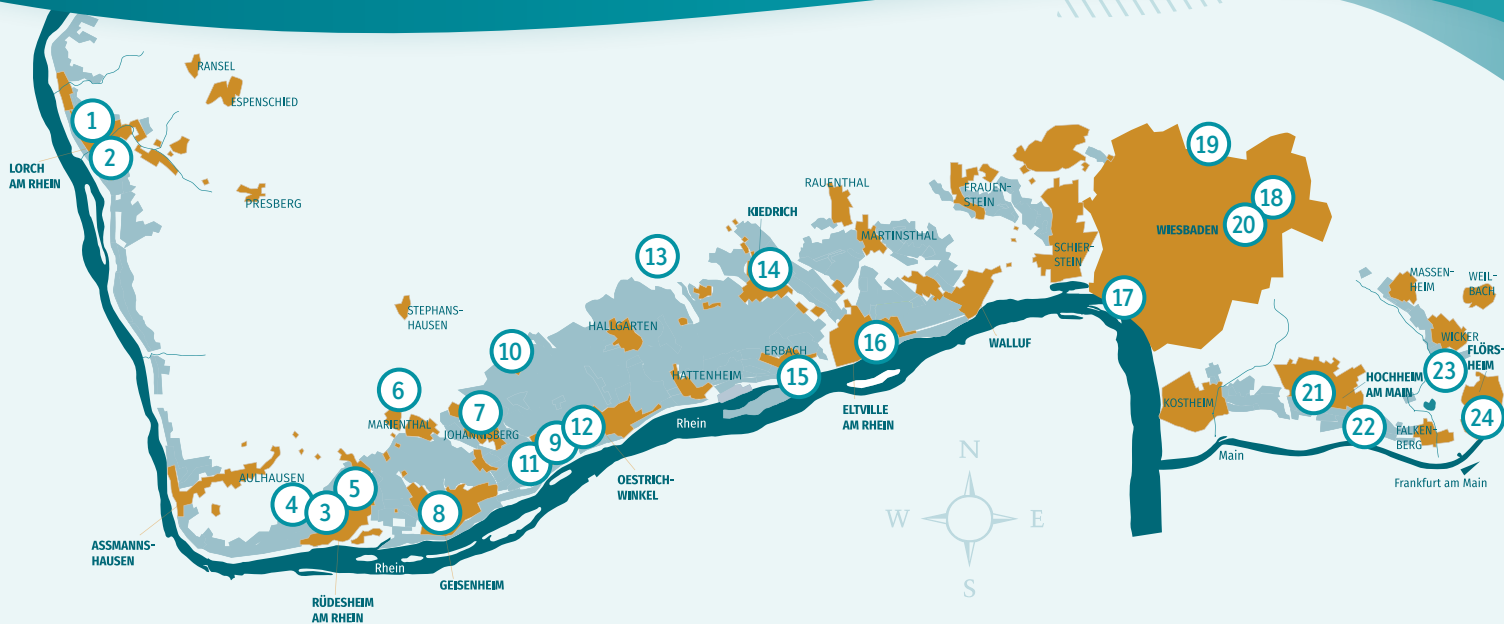 RANSEL
ESPENSCHIED
1
2
LORCH
AM RHEIN
PRESBERG
19
RAUENTHAL
FRAUEN-
STEIN
18
KIEDRICH
20
WIESBADEN
MARTINSTHAL
SCHIER-
STEIN
13
14
MASSEN-
HEIM
WEIL-
BACH
17
STEPHANS-
HAUSEN
HALLGARTEN
WICKER
16
WALLUF
10
ERBACH
FLÖRS-
HEIM
23
15
HATTENHEIM
HOCHHEIM
AM MAIN
21
6
KOSTHEIM
7
MARIENTHAL
JOHANNISBERG
ELTVILLE
AM RHEIN
Rhein
12
9
11
22
FALKEN-
BERG
24
Main
Frankfurt am Main
AULHAUSEN
OESTRICH-
WINKEL
5
4
3
8
N
W
E
S
ASSMANNS-
HAUSEN
Rhein
GEISENHEIM
RÜDESHEIM
AM RHEIN